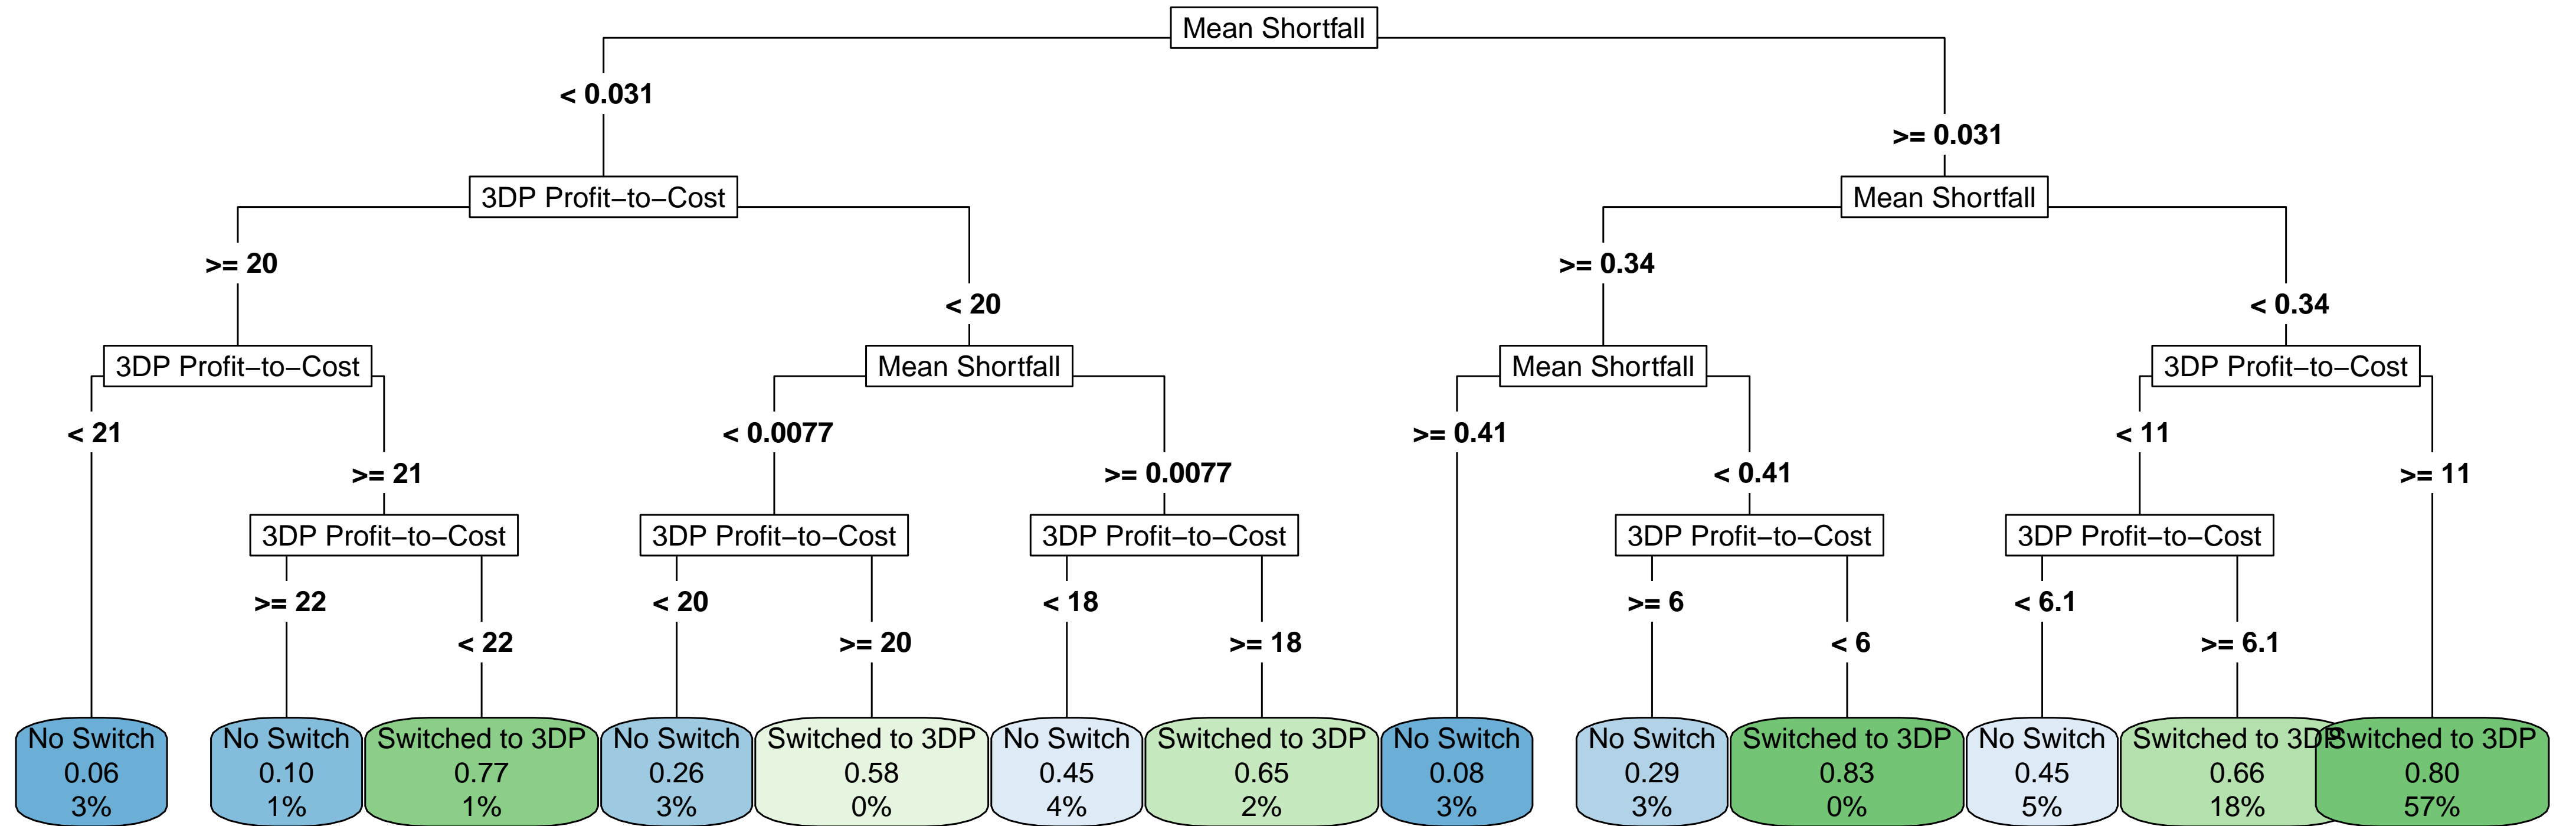 Mean Shortfall
< 0.031
>= 0.031
3DP Profit−to−Cost
Mean Shortfall
>= 20
< 20
>= 0.34
< 0.34
3DP Profit−to−Cost
Mean Shortfall
Mean Shortfall
3DP Profit−to−Cost
< 21
>= 21
< 0.0077
>= 0.0077
>= 0.41
< 0.41
< 11
>= 11
3DP Profit−to−Cost
3DP Profit−to−Cost
3DP Profit−to−Cost
3DP Profit−to−Cost
3DP Profit−to−Cost
>= 22
< 22
< 20
>= 20
< 18
>= 18
>= 6
< 6
< 6.1
>= 6.1
No Switch
0.06
3%
No Switch
0.10
1%
Switched to 3DP
0.77
1%
No Switch
0.26
3%
Switched to 3DP
0.58
0%
No Switch
0.45
4%
Switched to 3DP
0.65
2%
No Switch
0.08
3%
No Switch
0.29
3%
Switched to 3DP
0.83
0%
No Switch
0.45
5%
Switched to 3DP
0.66
18%
Switched to 3DP
0.80
57%